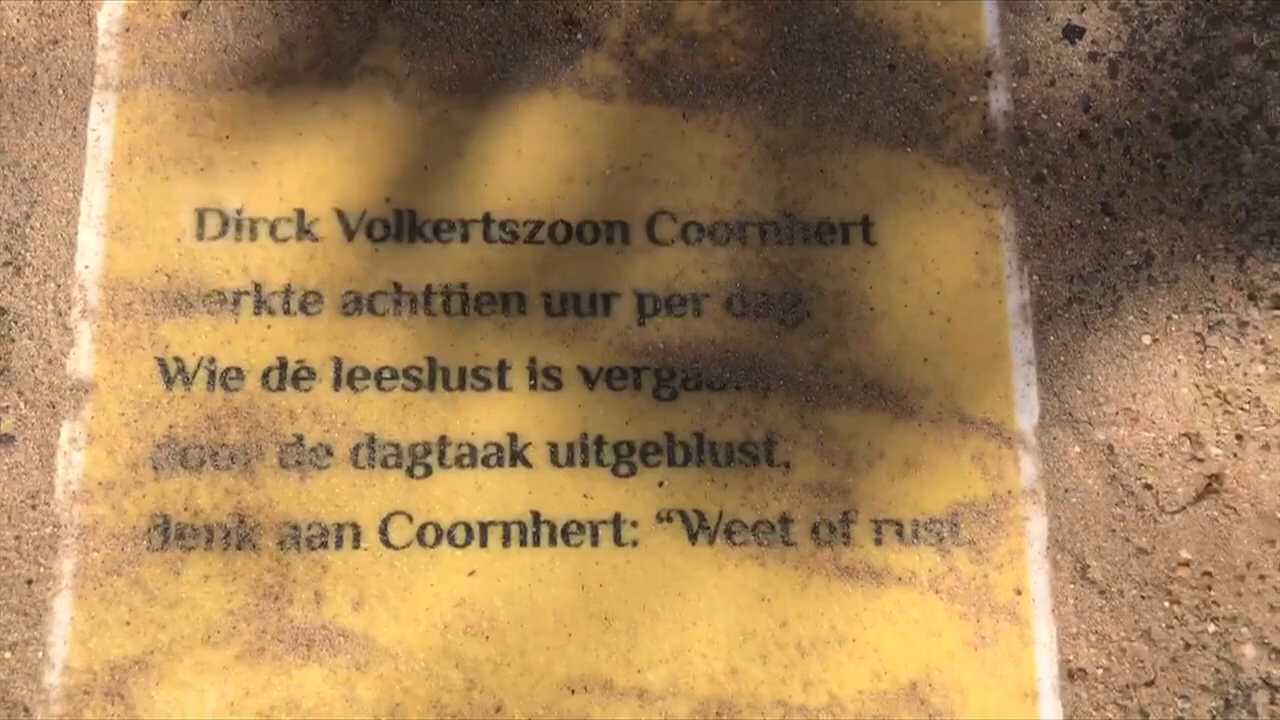 Dirck Volkertszoon Coornhert
werkte achttien uur per dag.
Wie de leeslust is vergaan,
door de dagtaak uitgeblust,
denk aan Coornhert: “Weet of rust.”